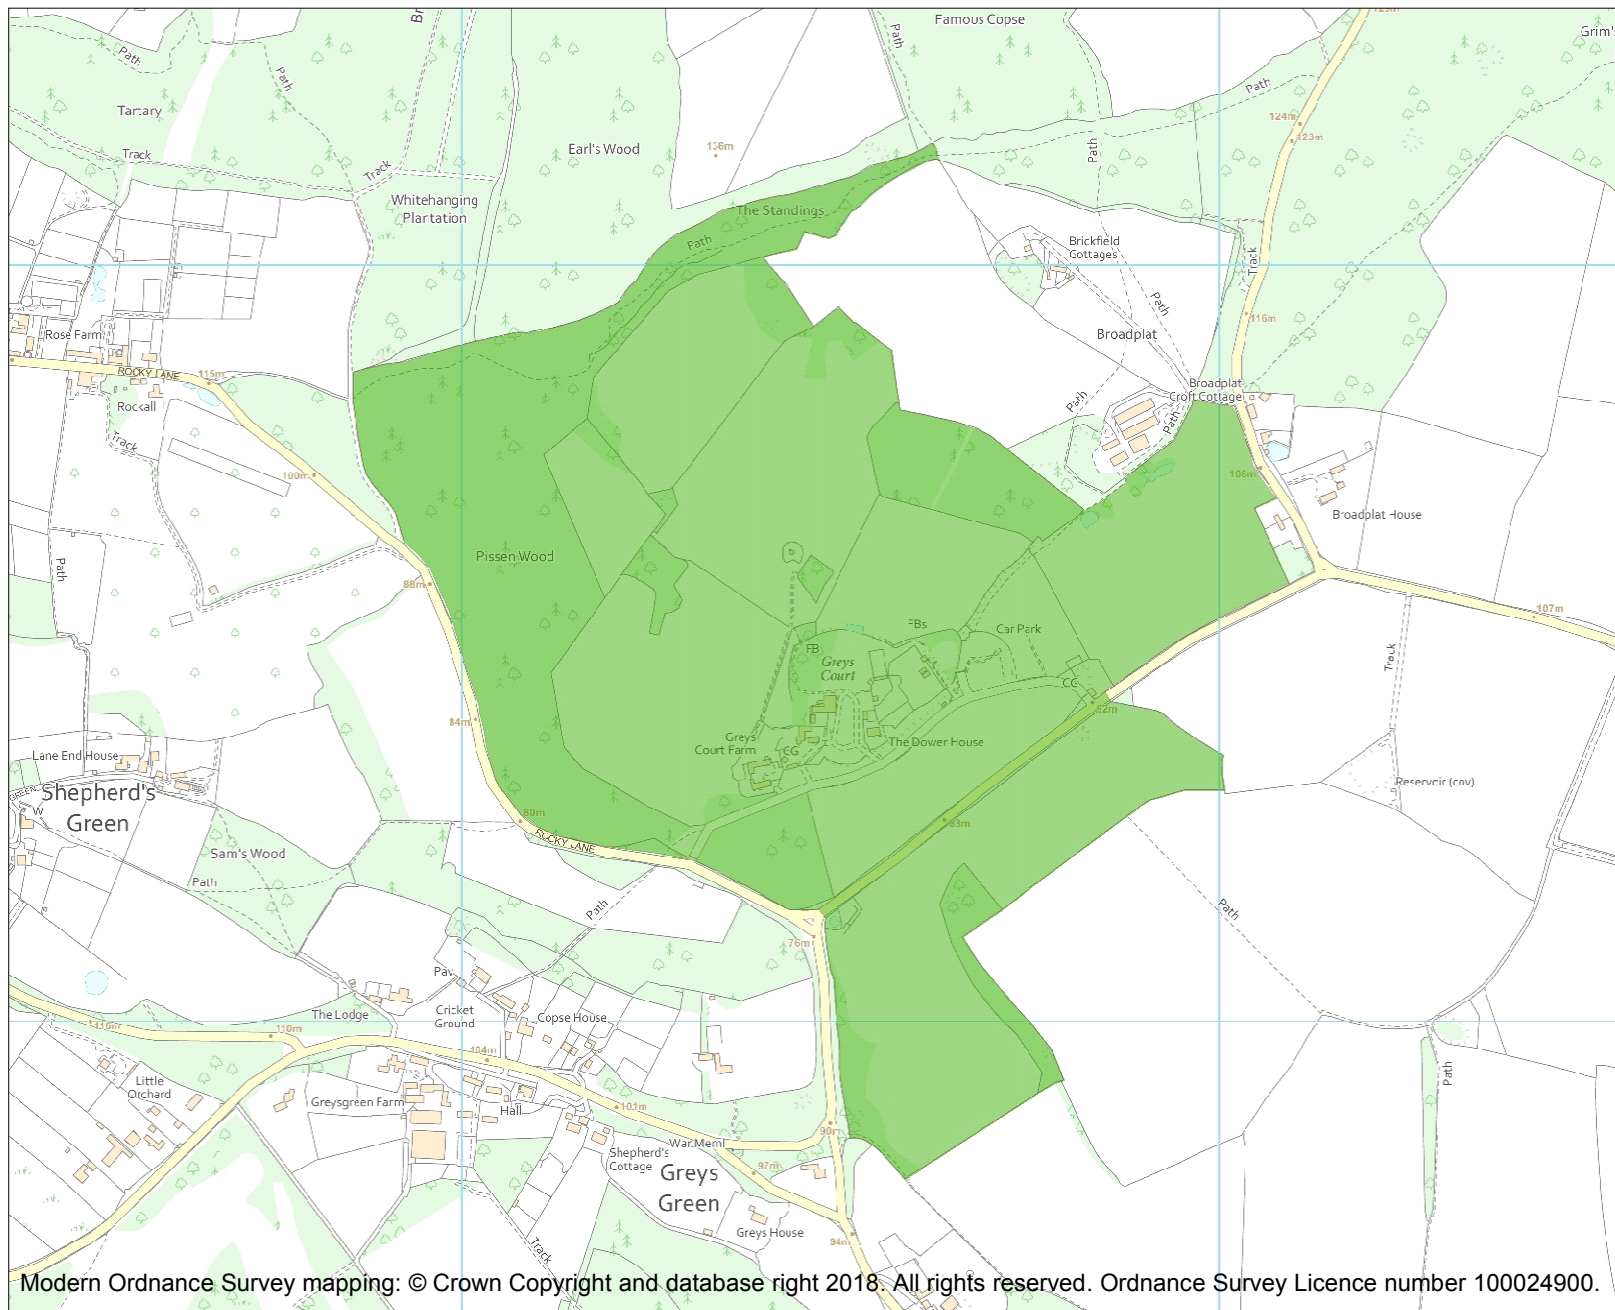 Famous Copse
Path
Path
Path
Path
Tartary
Track
Track
Earl's Wood
136m
124m
123m
Path
Whitehanging
Plantation
The Standings
Path
Brickfield
Cottages
Track
Path
116m
Rose Farm
Broadplat
ROCKY LANE
115m
Rockall
Broadplat
Croft Cottage
Path
Path
Track
100m
106m
Broadplat House
Pissen Wood
Path
88m
107m
FBs
Car Park
FB
Greys
Court
Track
CG
82m
84m
Greys
Court Farm
CG
The Dower House
Lane End House
Reservoir (cov)
GREEN
Shepherd's
Green
W
80m
83m
ROCKY LANE
Sam's Wood
Path
Path
Path
76m
Pav
Cricket
Ground
Copse House
The Lodge
116m
110m
104m
Path
Little
Orchard
Greysgreen Farm
Hall
101m
90m
War Meml
Shepherd's
Cottage
97m
Greys
Green
Greys House
94m
Track
Modern Ordnance Survey mapping: © Crown Copyright and database right 2018. All rights reserved. Ordnance Survey Licence number 100024900.